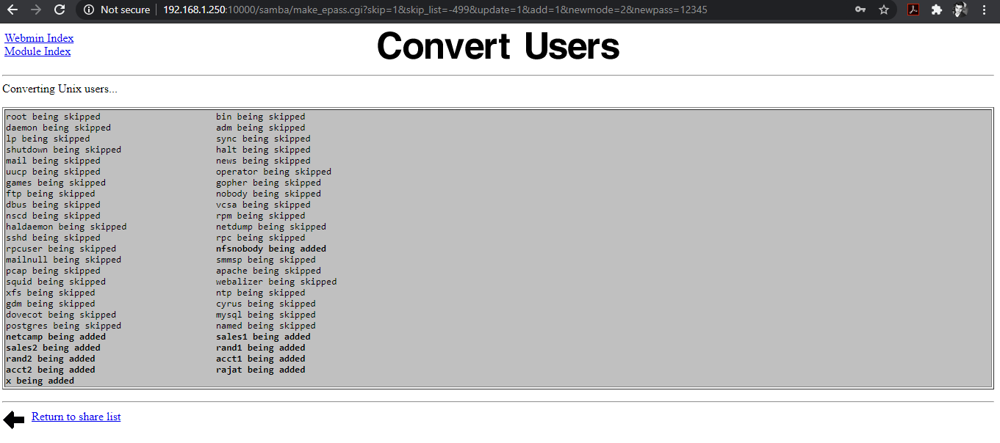 Not secure | 192.168.1.250:10000/samba/make_epass.cgi?skip=1&skip_list=-499&update=1&add=1&newmode=2&newpass=12345
Webmin Index
Module Index
Convert Users
Converting Unix users...
root being skipped bin being skipped
daemon being skipped adm being skipped
lp being skipped sync being skipped
shutdown being skipped halt being skipped
mail being skipped news being skipped
uucp being skipped operator being skipped
games being skipped gopher being skipped
ftp being skipped nobody being skipped
dbus being skipped vcsa being skipped
nscd being skipped rpm being skipped
haldaemon being skipped netdump being skipped
sshd being skipped rpc being skipped
rpcuser being skipped nfsnobody being added
mailnull being skipped smmsp being skipped
pcap being skipped apache being skipped
squid being skipped webalizer being skipped
xfs being skipped ntp being skipped
gdm being skipped cyrus being skipped
dovecot being skipped mysql being skipped
postgres being skipped named being skipped
netcamp being added sales1 being added
sales2 being added rand1 being added
rand2 being added acct1 being added
acct2 being added rajat being added
x being added
Return to share list